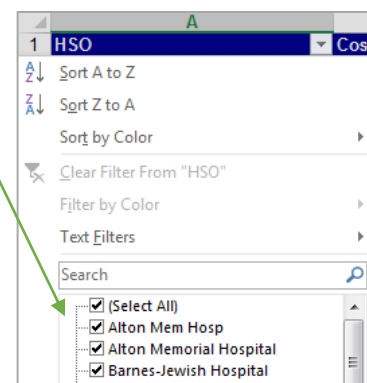 A
1 HSO Cos
Sort A to Z
Sort Z to A
Sort by Color
Clear Filter From "HSO"
Filter by Color
Text Filters
Search
(Select All)
Alton Mem Hosp
Alton Memorial Hospital
Barnes-Jewish Hospital